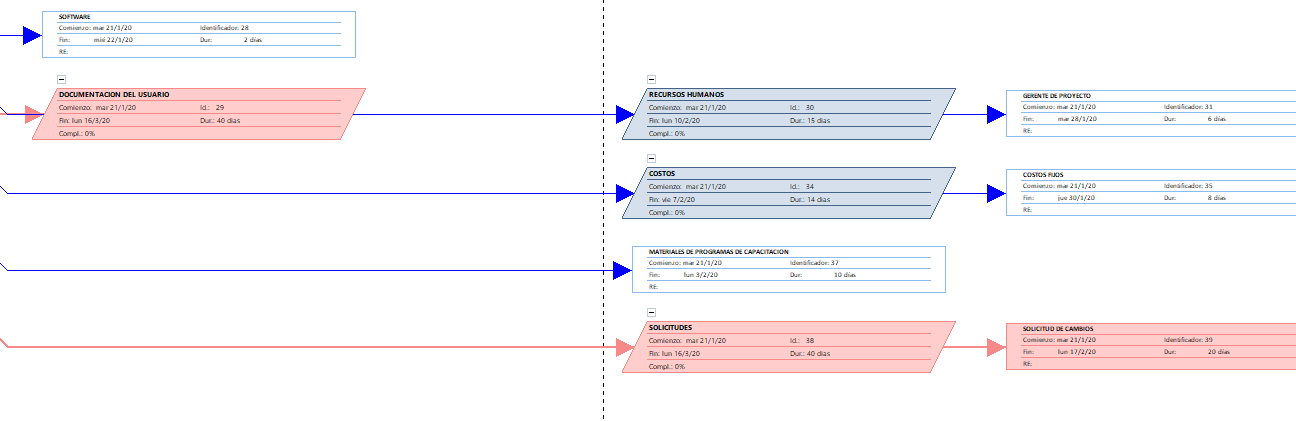 SOFTWARE
Comienzo: mar 21/1/20 Identificador: 28
Fin: mié 22/1/20 Dur: 2 días
RE:
DOCUMENTACION DEL USUARIO
Comienzo: mar 21/1/20 Id.: 29
Fin: lun 16/3/20 Dur.: 40 días
Compl.: 0%
RECURSOS HUMANOS
Comienzo: mar 21/1/20 Id.: 30
Fin: lun 10/2/20 Dur.: 15 días
Compl.: 0%
GERENTE DE PROYECTO
Comienzo: mar 21/1/20 Identificador: 31
Fin: mar 28/1/20 Dur: 6 días
RE:
COSTOS
Comienzo: mar 21/1/20 Id.: 34
Fin: vie 7/2/20 Dur.: 14 días
Compl.: 0%
COSTOS FIJOS
Comienzo: mar 21/1/20 Identificador: 35
Fin: jue 30/1/20 Dur: 8 días
RE:
MATERIALES DE PROGRAMAS DE CAPACITACION
Comienzo: mar 21/1/20 Identificador: 37
Fin: lun 3/2/20 Dur: 10 días
RE:
SOLICITUDES
Comienzo: mar 21/1/20 Id.: 38
Fin: lun 16/3/20 Dur.: 40 días
Compl.: 0%
SOLICITUD DE CAMBIOS
Comienzo: mar 21/1/20 Identificador: 39
Fin: lun 17/2/20 Dur: 20 días
RE: